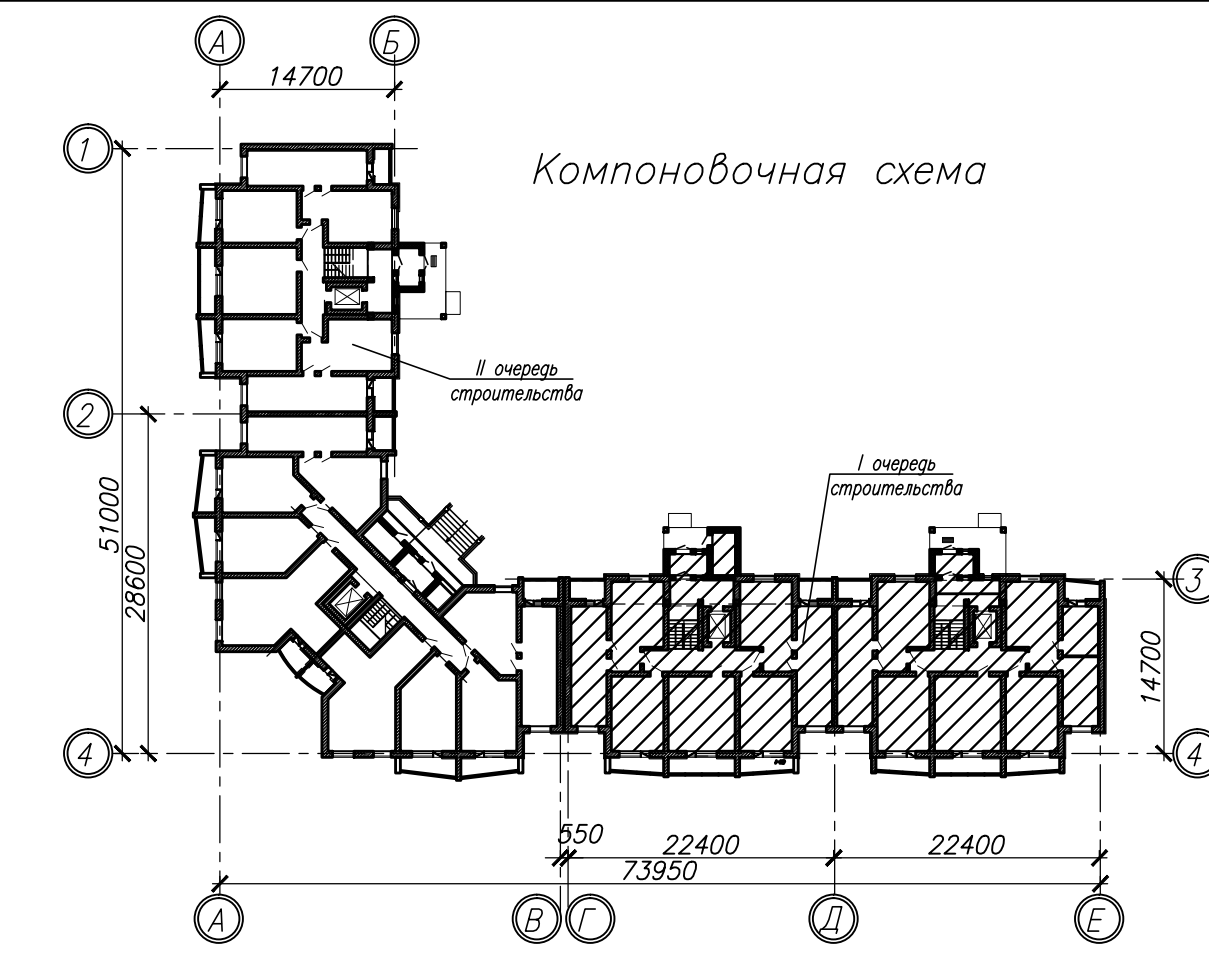 А Б
14700
1
Компоновочная схема
II очередь
строительства
2
I очередь
строительства
51000
28600
3
14700
4
4
550
22400
22400
73950
А
В
Г
Д
Е